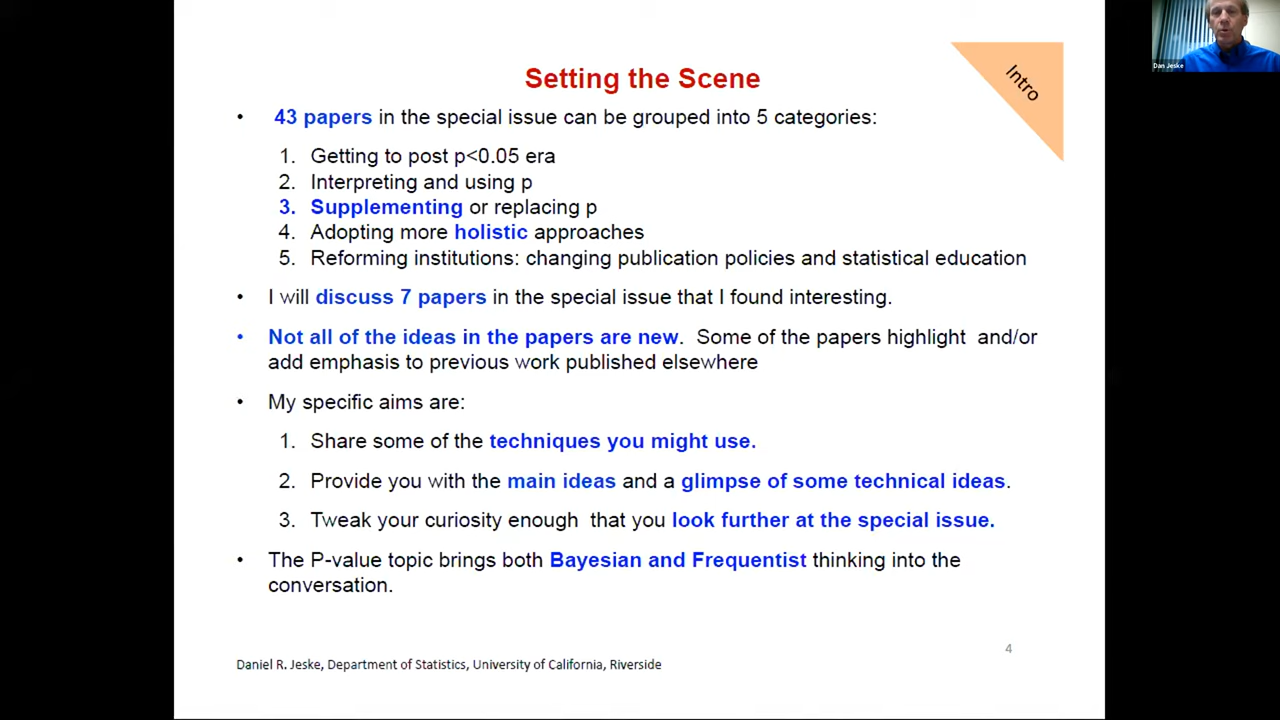 Setting the Scene
Intro
Dan Jeske
• 43 papers in the special issue can be grouped into 5 categories:
1. Getting to post p<0.05 era
2. Interpreting and using p
3. Supplementing or replacing p
4. Adopting more holistic approaches
5. Reforming institutions: changing publication policies and statistical education
• I will discuss 7 papers in the special issue that I found interesting.
• Not all of the ideas in the papers are new. Some of the papers highlight and/or
add emphasis to previous work published elsewhere
• My specific aims are:
1. Share some of the techniques you might use.
2. Provide you with the main ideas and a glimpse of some technical ideas.
3. Tweak your curiosity enough that you look further at the special issue.
• The P-value topic brings both Bayesian and Frequentist thinking into the
conversation.
4
Daniel R. Jeske, Department of Statistics, University of California, Riverside